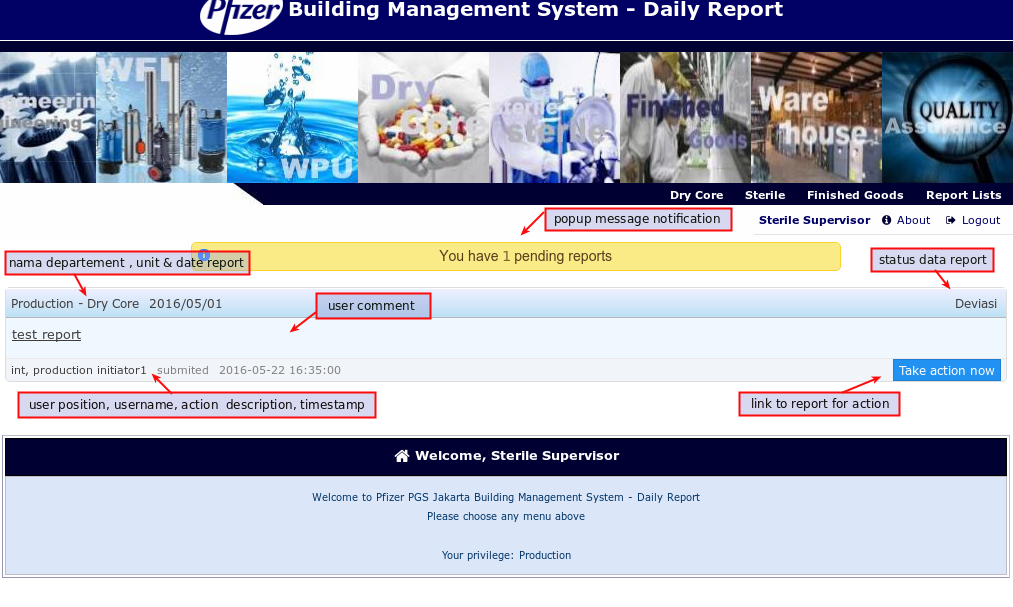 Pfizer Building Management System - Daily Report
WFI
Engineering
Engineering
WPU
Dry
Core
Sterile
sterile
Finished
Goods
Ware
house
QUALITY
Assurance
Dry Core Sterile Finished Goods Report Lists
popup message notification
Sterile Supervisor About Logout
You have 1 pending reports
nama departement , unit & date report
status data report
Production - Dry Core 2016/05/01 Deviasi
user comment
test report
int, production initiator1 submited 2016-05-22 16:35:00 Take action now
user position, username, action description, timestamp
link to report for action
Welcome, Sterile Supervisor
Welcome to Pfizer PGS Jakarta Building Management System - Daily Report
Please choose any menu above
Your privilege: Production